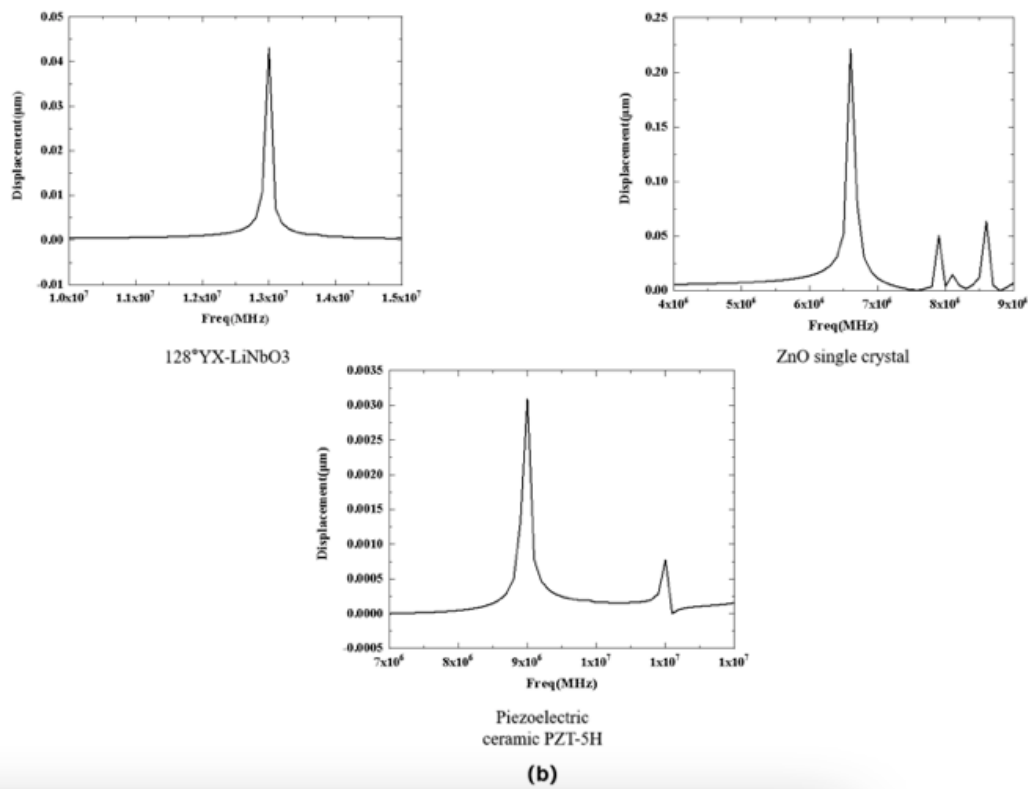 0.05
0.04
0.03
0.02
0.01
0.00
-0.01
Displacement(μm)
1.0x10⁷ 1.1x10⁷ 1.2x10⁷ 1.3x10⁷ 1.4x10⁷ 1.5x10⁷
Freq(MHz)
128°YX-LiNbO3
0.25
0.20
0.15
0.10
0.05
0.00
Displacement(μm)
4x10⁶ 5x10⁶ 6x10⁶ 7x10⁶ 8x10⁶ 9x10⁶
Freq(MHz)
ZnO single crystal
0.0035
0.0030
0.0025
0.0020
0.0015
0.0010
0.0005
0.0000
-0.0005
Displacement(μm)
7x10⁶ 8x10⁶ 9x10⁶ 1x10⁷ 1x10⁷ 1x10⁷
Freq(MHz)
Piezoelectric
ceramic PZT-5H
(b)